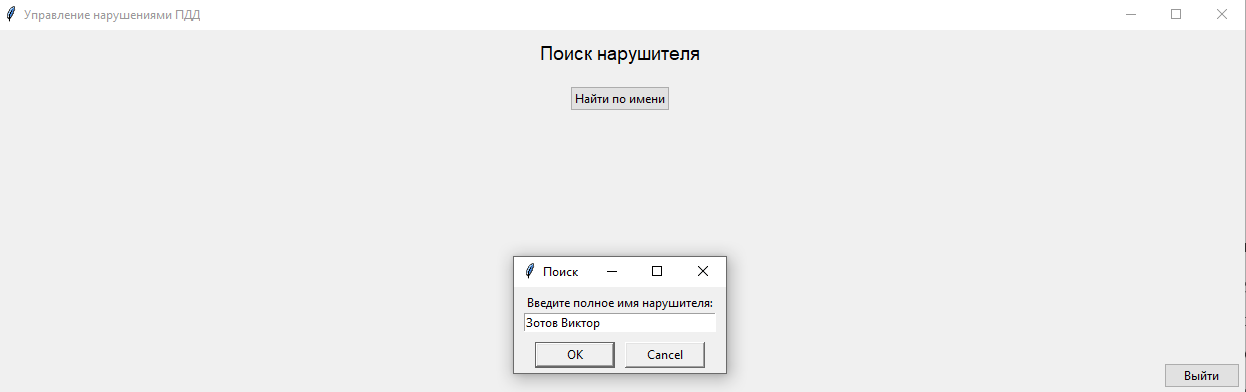 Управление нарушениями ПДД
Поиск нарушителя
Найти по имени
Поиск
Введите полное имя нарушителя:
Зотов Виктор
OK
Cancel
Выйти